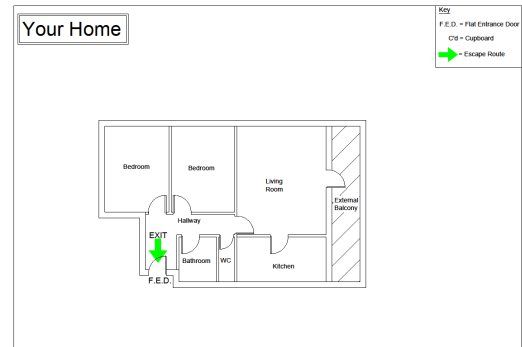 Your Home
Key
F.E.D. = Flat Entrance Door
C'd = Cupboard
= Escape Route
Bedroom
Bedroom
Living
Room
External
Balcony
Hallway
EXIT
Bathroom
WC
Kitchen
F.E.D.